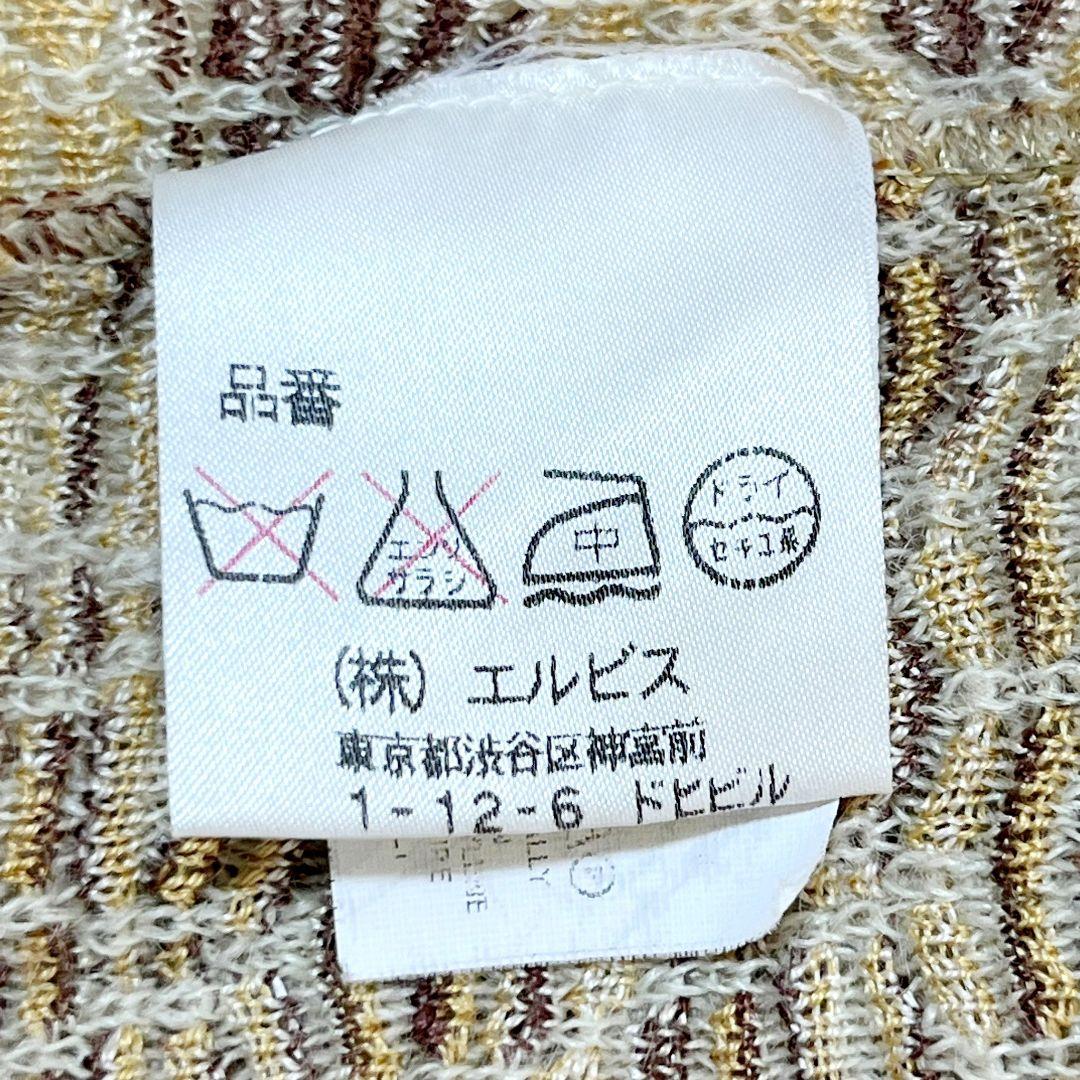 品番
エンソ
サラシ
中
ドライ
セキユ系
(株) エルビス
東京都渋谷区神宮前
1-12-6 ドヒビル